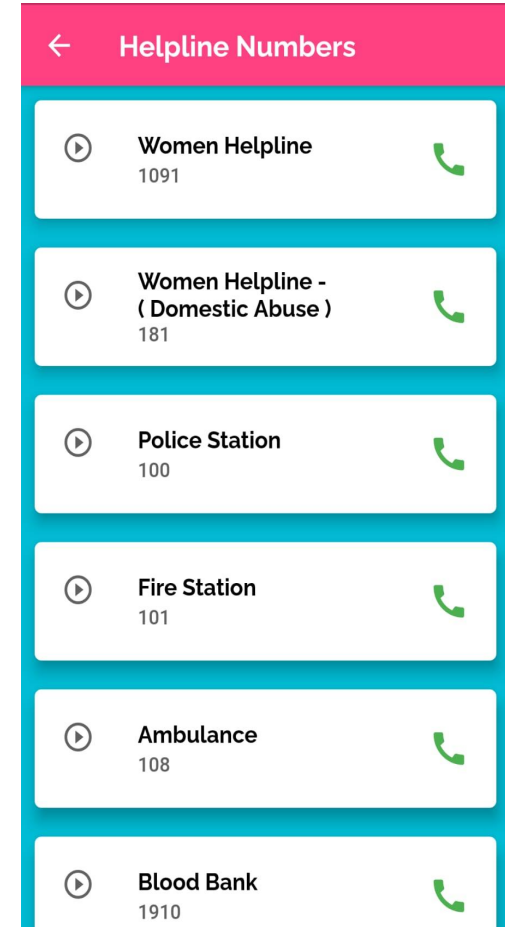 Helpline Numbers
Women Helpline
1091
Women Helpline -
( Domestic Abuse )
181
Police Station
100
Fire Station
101
Ambulance
108
Blood Bank
1910